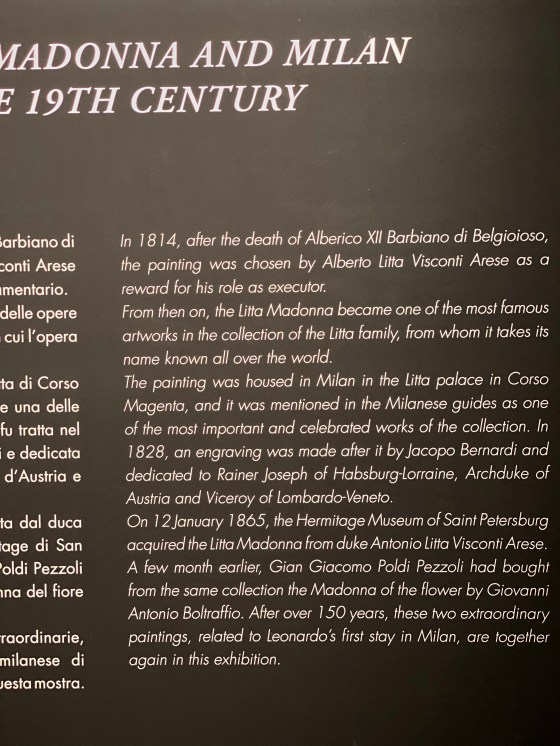 MADONNA AND MILAN
E 19TH CENTURY
Barbiano di
sconti Arese
amentario.
delle opere
cui l'opera
tta di Corso
e una delle
fu tratta nel
i e dedicata
d'Austria e
ta dal duca
tage di San
Poldi Pezzoli
nna del fiore
raordinarie,
milanese di
uesta mostra.
In 1814, after the death of Alberico XII Barbiano di Belgioioso,
the painting was chosen by Alberto Litta Visconti Arese as a
reward for his role as executor.
From then on, the Litta Madonna became one of the most famous
artworks in the collection of the Litta family, from whom it takes its
name known all over the world.
The painting was housed in Milan in the Litta palace in Corso
Magenta, and it was mentioned in the Milanese guides as one
of the most important and celebrated works of the collection. In
1828, an engraving was made after it by Jacopo Bernardi and
dedicated to Rainer Joseph of Habsburg-Lorraine, Archduke of
Austria and Viceroy of Lombardo-Veneto.
On 12 January 1865, the Hermitage Museum of Saint Petersburg
acquired the Litta Madonna from duke Antonio Litta Visconti Arese.
A few month earlier, Gian Giacomo Poldi Pezzoli had bought
from the same collection the Madonna of the flower by Giovanni
Antonio Boltraffio. After over 150 years, these two extraordinary
paintings, related to Leonardo's first stay in Milan, are together
again in this exhibition.